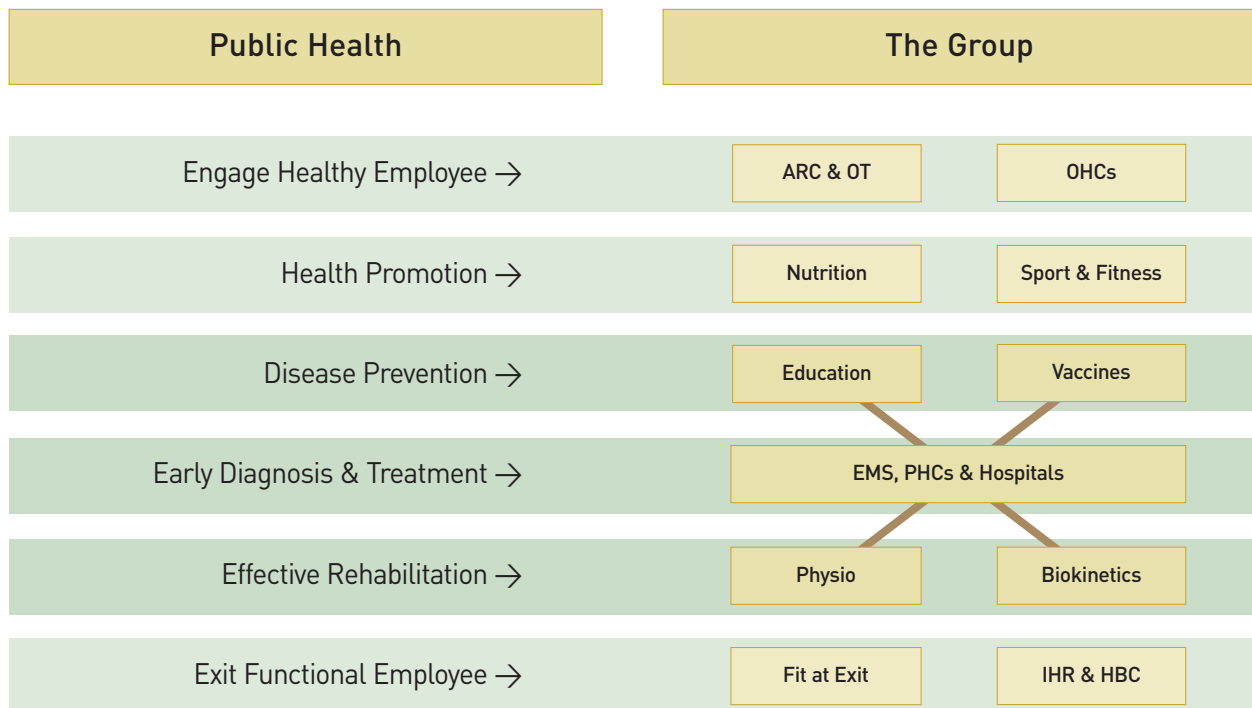 Public Health
The Group
Engage Healthy Employee →
ARC & OT
OHCs
Health Promotion →
Nutrition
Sport & Fitness
Disease Prevention →
Education
Vaccines
Early Diagnosis & Treatment →
EMS, PHCs & Hospitals
Effective Rehabilitation →
Physio
Biokinetics
Exit Functional Employee →
Fit at Exit
IHR & HBC